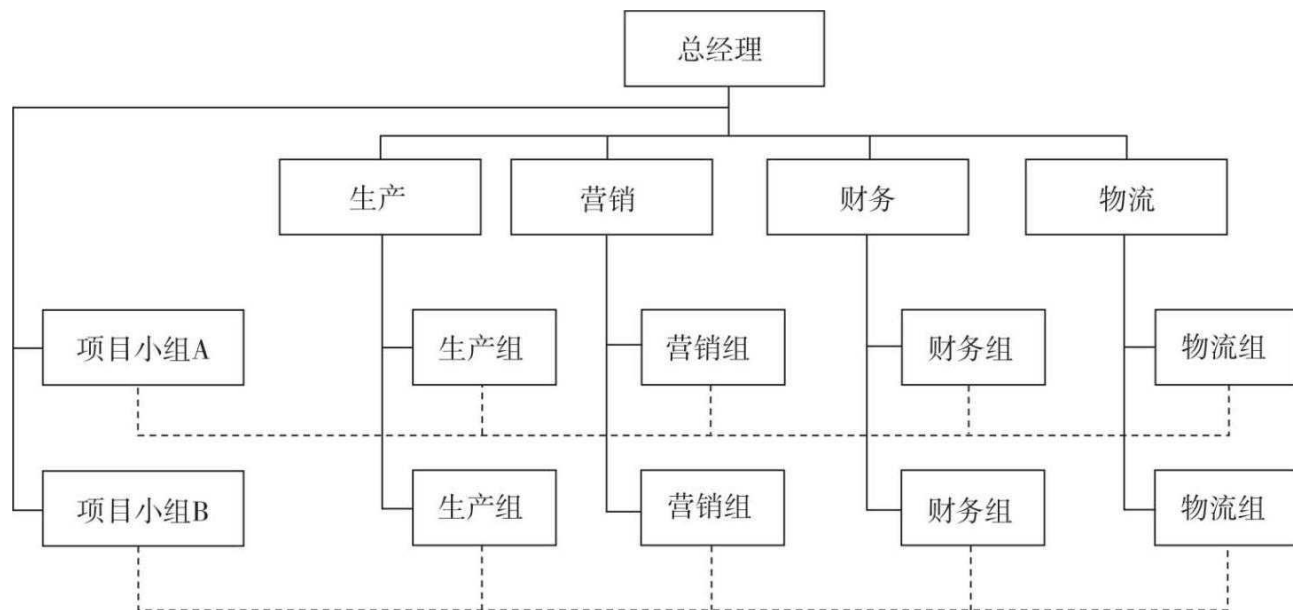 总经理
生产
营销
财务
物流
项目小组A
生产组
营销组
财务组
物流组
项目小组B
生产组
营销组
财务组
物流组